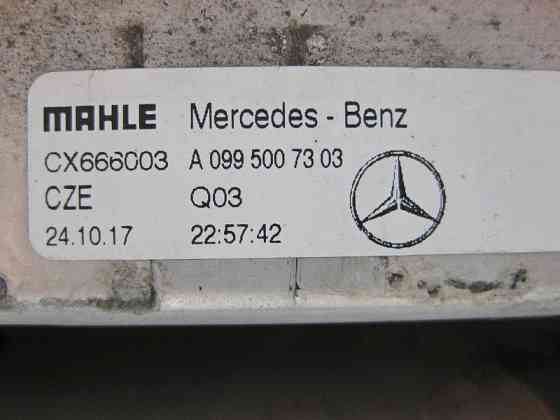 MAHLE Mercedes - Benz
CX666003 A 099 500 73 03
CZE Q03
24.10.17 22:57:42